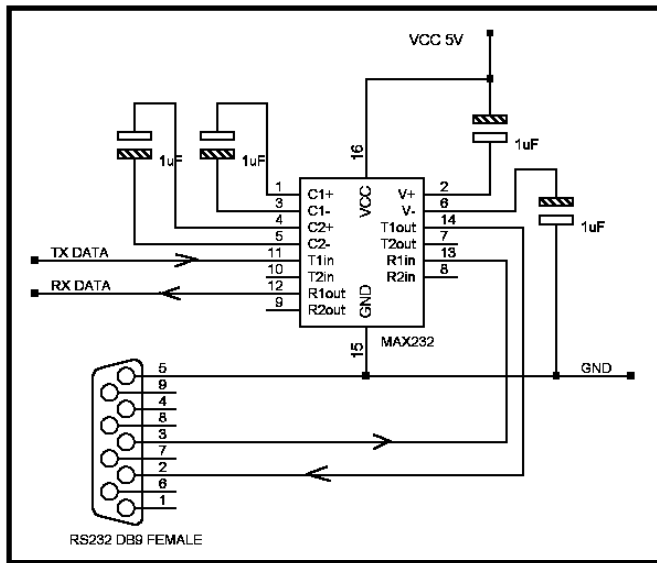 VCC 5V
1uF
1uF
1uF
1uF
16
VCC
1
3
4
5
11
10
12
9
C1+
C1-
C2+
C2-
T1in
T2in
R1out
R2out
V+
V-
T1out
T2out
R1in
R2in
2
6
14
7
13
8
GND
15
MAX232
TX DATA
RX DATA
GND
5
9
4
8
3
7
2
6
1
RS232 DB9 FEMALE